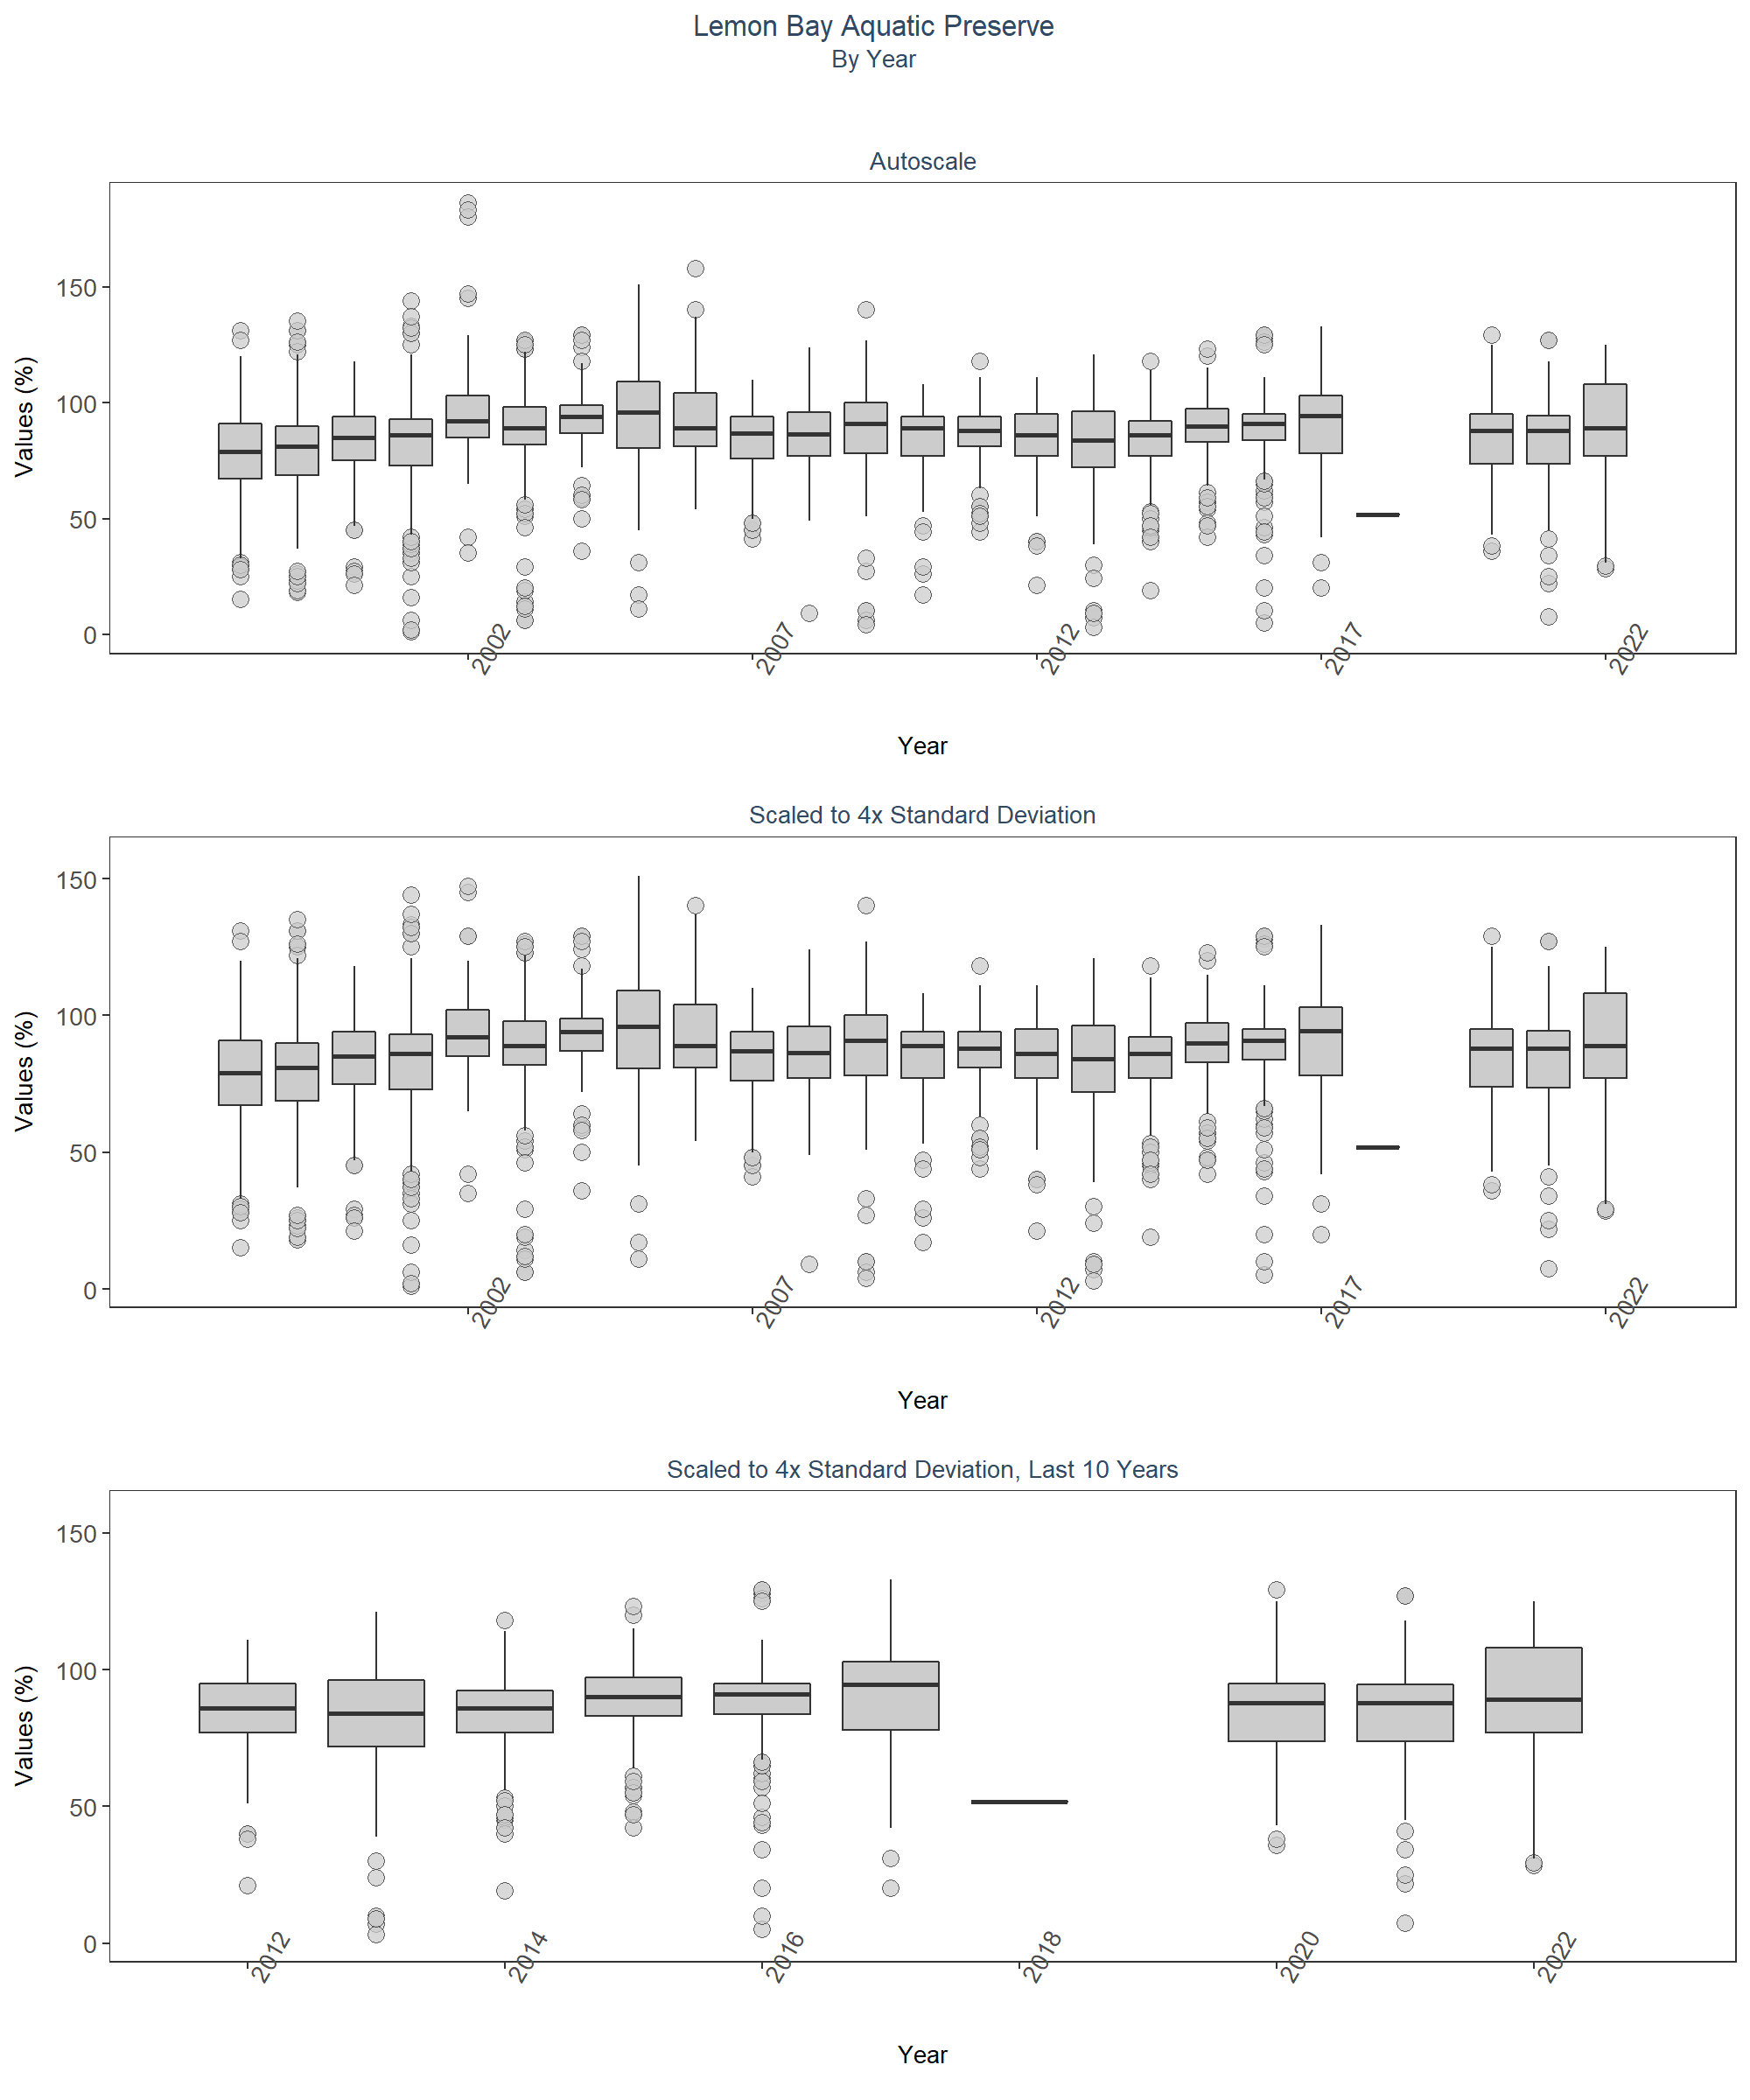 Lemon Bay Aquatic Preserve
By Year
Autoscale
Values (%)
150
100
50
0
2002
2007
2012
2017
2022
Year
Scaled to 4x Standard Deviation
Values (%)
150
100
50
0
2002
2007
2012
2017
2022
Year
Scaled to 4x Standard Deviation, Last 10 Years
Values (%)
150
100
50
0
2012
2014
2016
2018
2020
2022
Year